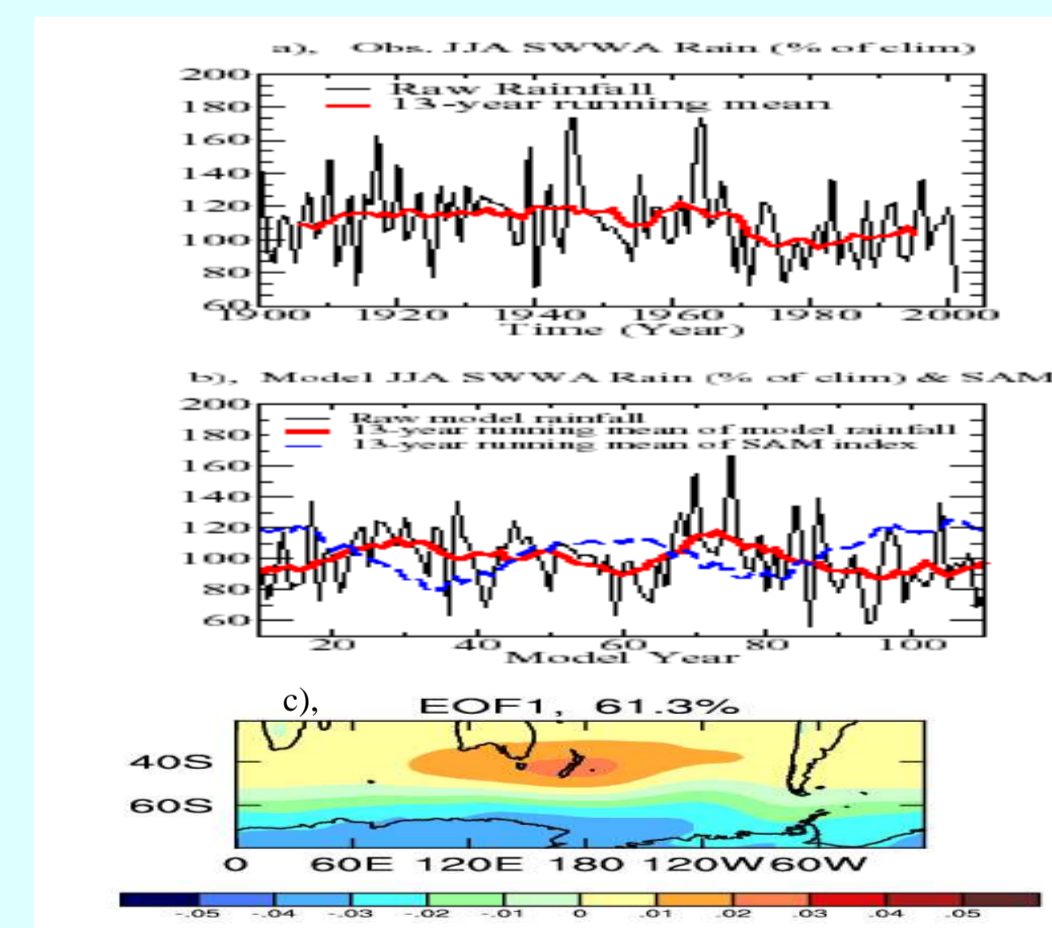 a), Obs. JJA SWWA Rain (% of clim)
200
180
160
140
120
100
80
60
Raw Rainfall
13-year running mean
1900 1920 1940 1960 1980 2000
Time (Year)
b), Model JJA SWWA Rain (% of clim) & SAM
200
180
160
140
120
100
80
60
Raw model rainfall
13-year running mean of model rainfall
13-year running mean of SAM index
20 40 60 80 100
Model Year
c), EOF1, 61.3%
40S
60S
0 60E 120E 180 120W 60W
-.05 -.04 -.03 -.02 -.01 0 .01 .02 .03 .04 .05